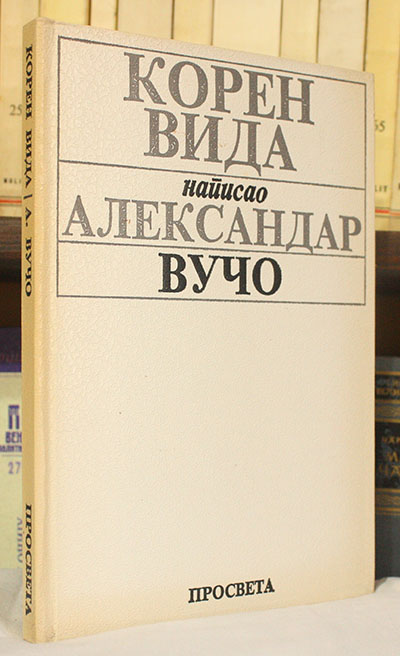 КОРЕН
ВИДА
написао
АЛЕКСАНДАР
ВУЧО
ПРОСВЕТА
КОРЕН ВИДА | А. ВУЧО
ПРОСВЕТА